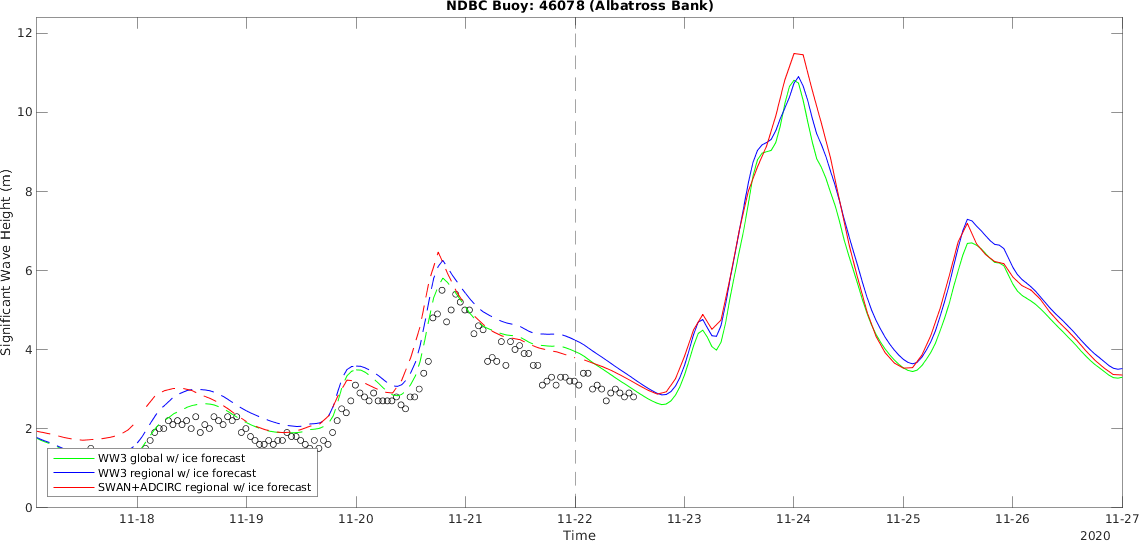 NDBC Buoy: 46078 (Albatross Bank)
12
10
8
6
4
2
0
Significant Wave Height (m)
WW3 global w/ ice forecast
WW3 regional w/ ice forecast
SWAN+ADCIRC regional w/ ice forecast
11-18 11-19 11-20 11-21 11-22 11-23 11-24 11-25 11-26 11-27
Time
2020